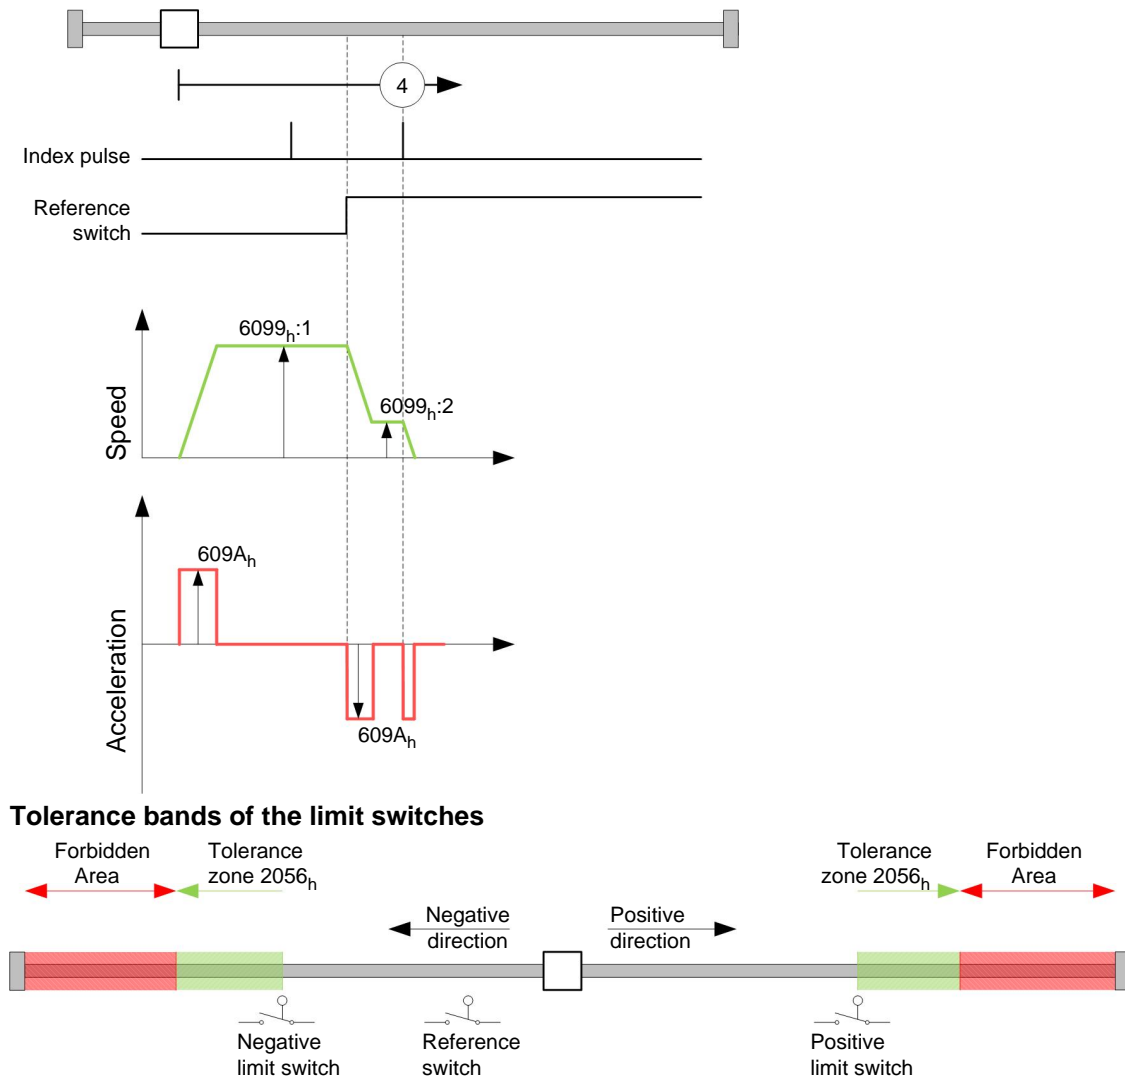 4
Index pulse
Reference
switch
6099h:1
6099h:2
Speed
609Ah
609Ah
Acceleration
Tolerance bands of the limit switches
Forbidden
Area
Tolerance
zone 2056h
Tolerance
zone 2056h
Forbidden
Area
Negative
direction
Positive
direction
Negative
limit switch
Reference
switch
Positive
limit switch